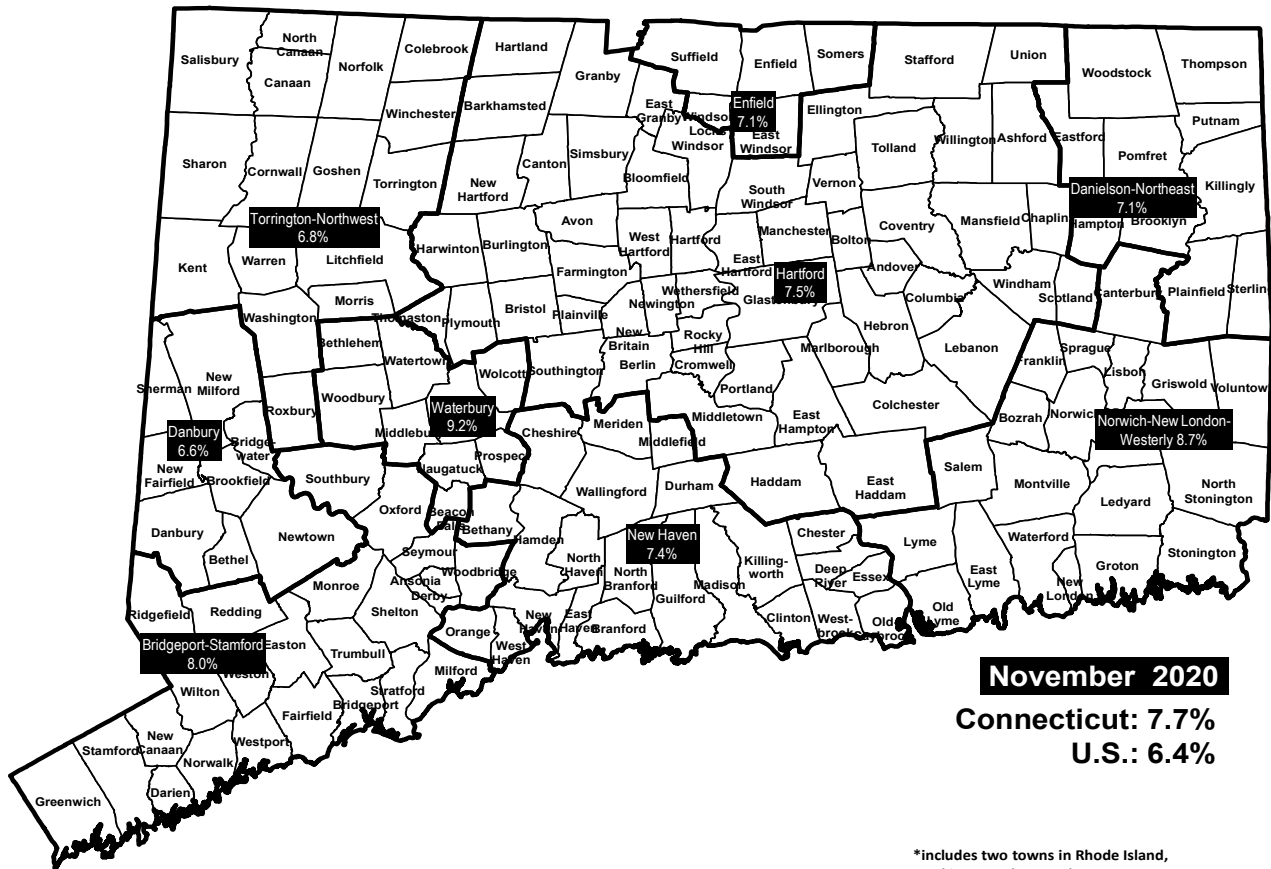 Salisbury
North
Canaan
Canaan
Norfolk
Colebrook
Hartland
Granby
Suffield
Enfield
Somers
Stafford
Union
Woodstock
Thompson
Winchester
Barkhamsted
East
Granby
Windsor
Locks
Enfield
7.1%
East
Windsor
Ellington
Willington
Ashford
Eastford
Putnam
Pomfret
Sharon
Cornwall
Goshen
Torrington
New
Hartford
Canton
Simsbury
Bloomfield
Windsor
South
Windsor
Vernon
Tolland
Killingly
Danielson-Northeast
7.1%
Torrington-Northwest
6.8%
Harwinton
Burlington
Avon
West
Hartford
Hartford
Manchester
Bolton
Coventry
Mansfield
Chaplin
Hampton
Brooklyn
Kent
Warren
Litchfield
Farmington
East
Hartford
Hartford
7.5%
Andover
Columbia
Windham
Scotland
Canterbury
Plainfield
Morris
Washington
Plymouth
Bristol
Plainville
Newington
Wethersfield
Hebron
Lebanon
Bethlehem
Watertown
New
Britain
Berlin
Rocky
Hill
Cromwell
Marlborough
Franklin
Sprague
Lisbon
Griswold
Sherman
New
Milford
Roxbury
Woodbury
Wolcott
Southington
Portland
Colchester
Bozrah
Norwich-New London-
Westerly 8.7%
Waterbury
9.2%
Danbury
6.6%
Bridge-
water
Cheshire
Meriden
Middlefield
Middletown
East
Hampton
New
Fairfield
Brookfield
Southbury
Naugatuck
Prospect
Wallingford
Durham
Haddam
East
Haddam
Salem
Montville
Ledyard
North
Stonington
Danbury
Bethel
Newtown
Oxford
Beacon
Falls
Bethany
Hamden
North
Haven
New Haven
7.4%
North
Branford
Killing-
worth
Chester
Deep
River
Essex
Lyme
East
Lyme
Waterford
Groton
Stonington
Seymour
Woodbridge
Ansonia
Derby
Monroe
Shelton
Guilford
Madison
Clinton
West-
brook
Old
Saybrook
Old
Lyme
New
London
Ridgefield
Redding
Easton
Trumbull
Orange
West
Haven
New
Haven
East
Haven
Branford
Bridgeport-Stamford
8.0%
Weston
Wilton
Milford
Stratford
Bridgeport
Fairfield
Westport
New
Canaan
Norwalk
Stamford
Darien
Greenwich
November 2020
Connecticut: 7.7%
U.S.: 6.4%
*includes two towns in Rhode Island,